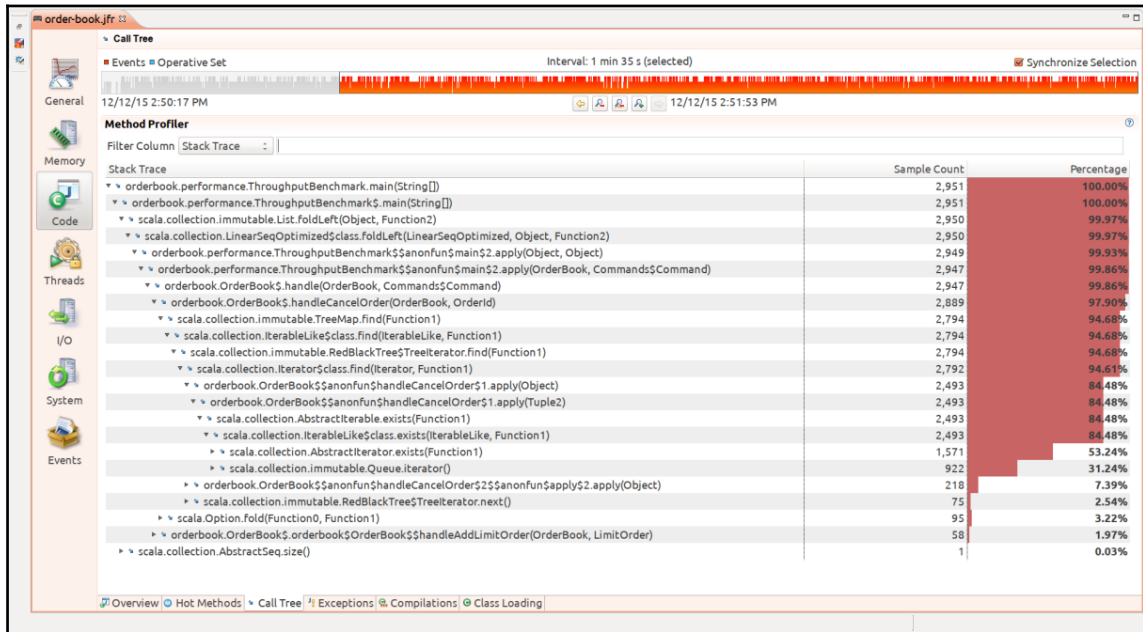 order-book.jfr
Call Tree
Events Operative Set Interval: 1 min 35 s (selected) Synchronize Selection
12/12/15 2:50:17 PM 12/12/15 2:51:53 PM
General
Memory
Code
Threads
I/O
System
Events
Method Profiler
Filter Column Stack Trace
Stack Trace Sample Count Percentage
orderbook.performance.ThroughputBenchmark.main(String[]) 2,951 100.00%
orderbook.performance.ThroughputBenchmark$.main(String[]) 2,951 100.00%
scala.collection.immutable.List.foldLeft(Object, Function2) 2,950 99.97%
scala.collection.LinearSeqOptimized$class.foldLeft(LinearSeqOptimized, Object, Function2) 2,950 99.97%
orderbook.performance.ThroughputBenchmark$$anonfun$main$2.apply(Object, Object) 2,949 99.93%
orderbook.performance.ThroughputBenchmark$$anonfun$main$2.apply(OrderBook, Commands$Command) 2,947 99.86%
orderbook.OrderBook$.handle(OrderBook, Commands$Command) 2,947 99.86%
orderbook.OrderBook$.handleCancelOrder(OrderBook, OrderId) 2,889 97.90%
scala.collection.immutable.TreeMap.find(Function1) 2,794 94.68%
scala.collection.IterableLike$class.find(IterableLike, Function1) 2,794 94.68%
scala.collection.immutable.RedBlackTree$TreeIterator.find(Function1) 2,794 94.68%
scala.collection.Iterator$class.find(Iterator, Function1) 2,792 94.61%
orderbook.OrderBook$$anonfun$handleCancelOrder$1.apply(Object) 2,493 84.48%
orderbook.OrderBook$$anonfun$handleCancelOrder$1.apply(Tuple2) 2,493 84.48%
scala.collection.AbstractIterable.exists(Function1) 2,493 84.48%
scala.collection.IterableLike$class.exists(IterableLike, Function1) 2,493 84.48%
scala.collection.AbstractIterator.exists(Function1) 1,571 53.24%
scala.collection.immutable.Queue.iterator() 922 31.24%
orderbook.OrderBook$$anonfun$handleCancelOrder$2$$anonfun$apply$2.apply(Object) 218 7.39%
scala.collection.immutable.RedBlackTree$TreeIterator.next() 75 2.54%
scala.Option.fold(Function0, Function1) 95 3.22%
orderbook.OrderBook$.orderbook$OrderBook$$handleAddLimitOrder(OrderBook, LimitOrder) 58 1.97%
scala.collection.AbstractSeq.size() 1 0.03%
Overview Hot Methods Call Tree Exceptions Compilations Class Loading